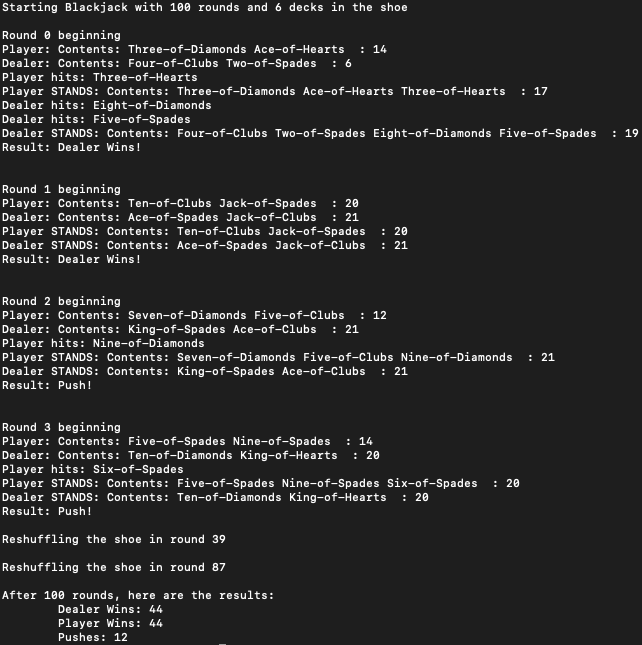 Starting Blackjack with 100 rounds and 6 decks in the shoe
Round 0 beginning
Player: Contents: Three-of-Diamonds Ace-of-Hearts  : 14
Dealer: Contents: Four-of-Clubs Two-of-Spades  : 6
Player hits: Three-of-Hearts
Player STANDS: Contents: Three-of-Diamonds Ace-of-Hearts Three-of-Hearts  : 17
Dealer hits: Eight-of-Diamonds
Dealer hits: Five-of-Spades
Dealer STANDS: Contents: Four-of-Clubs Two-of-Spades Eight-of-Diamonds Five-of-Spades  : 19
Result: Dealer Wins!
Round 1 beginning
Player: Contents: Ten-of-Clubs Jack-of-Spades  : 20
Dealer: Contents: Ace-of-Spades Jack-of-Clubs  : 21
Player STANDS: Contents: Ten-of-Clubs Jack-of-Spades  : 20
Dealer STANDS: Contents: Ace-of-Spades Jack-of-Clubs  : 21
Result: Dealer Wins!
Round 2 beginning
Player: Contents: Seven-of-Diamonds Five-of-Clubs  : 12
Dealer: Contents: King-of-Spades Ace-of-Clubs  : 21
Player hits: Nine-of-Diamonds
Player STANDS: Contents: Seven-of-Diamonds Five-of-Clubs Nine-of-Diamonds  : 21
Dealer STANDS: Contents: King-of-Spades Ace-of-Clubs  : 21
Result: Push!
Round 3 beginning
Player: Contents: Five-of-Spades Nine-of-Spades  : 14
Dealer: Contents: Ten-of-Diamonds King-of-Hearts  : 20
Player hits: Six-of-Spades
Player STANDS: Contents: Five-of-Spades Nine-of-Spades Six-of-Spades  : 20
Dealer STANDS: Contents: Ten-of-Diamonds King-of-Hearts  : 20
Result: Push!
Reshuffling the shoe in round 39
Reshuffling the shoe in round 87
After 100 rounds, here are the results:
Dealer Wins: 44
Player Wins: 44
Pushes: 12